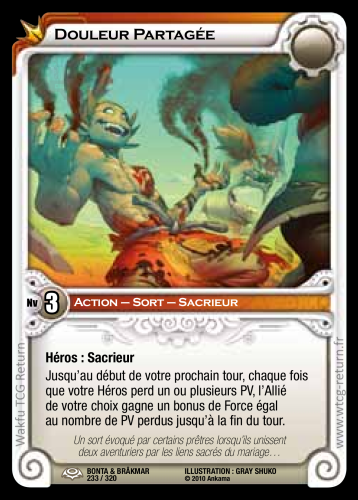 Douleur Partagée
Nv 3
Action – Sort – Sacrieur
Héros : Sacrieur
Jusqu'au début de votre prochain tour, chaque fois
que votre Héros perd un ou plusieurs PV, l'Allié
de votre choix gagne un bonus de Force égal
au nombre de PV perdus jusqu'à la fin du tour.
Un sort évoqué par certains prêtres lorsqu'ils unissent
deux aventuriers par les liens sacrés du mariage…
BONTA & BRÂKMAR
233 / 320
ILLUSTRATION : GRAY SHUKO
© 2010 Ankama
Wakfu TCG Return
www.wtcg-return.fr